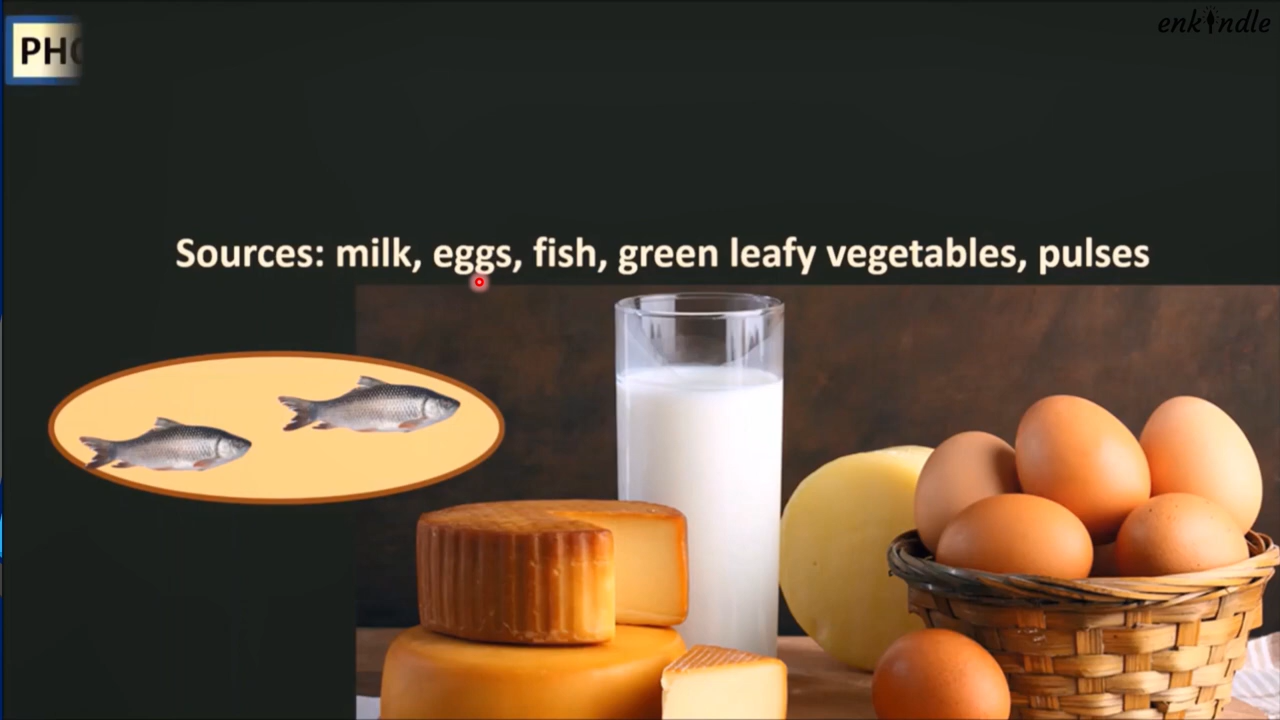 enkindle
PHO
Sources: milk, eggs, fish, green leafy vegetables, pulses